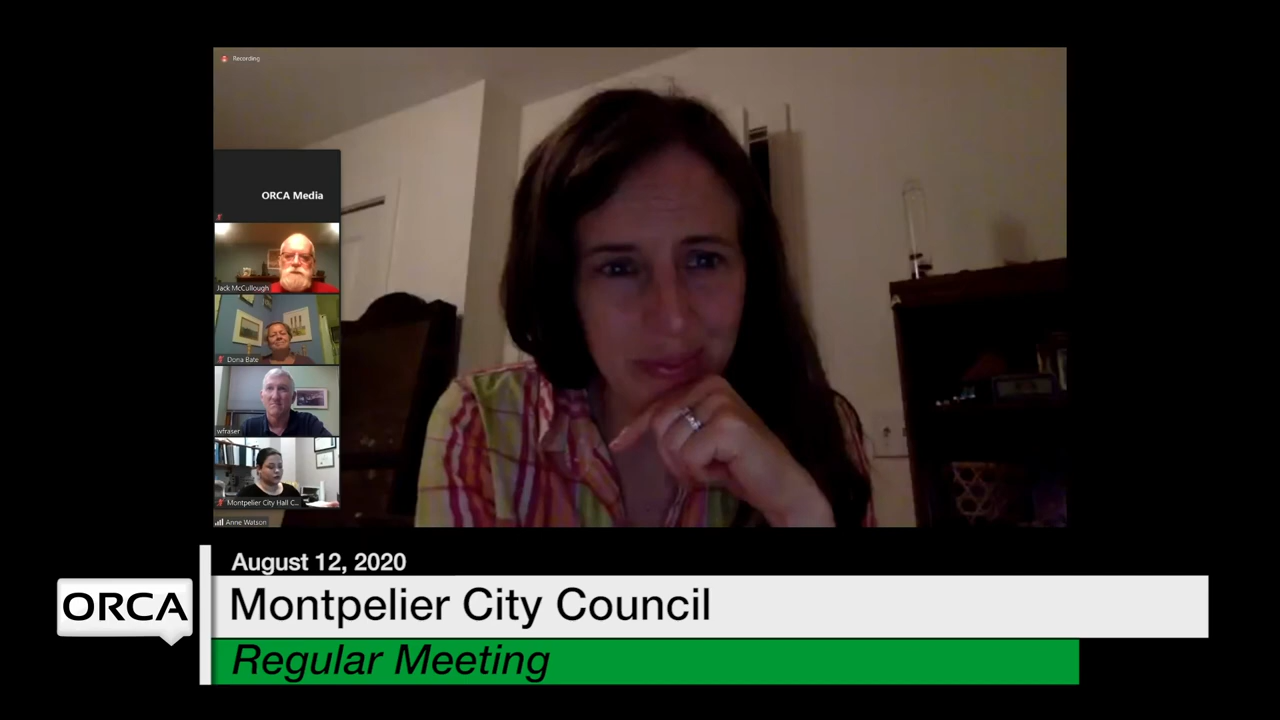 Recording
ORCA Media
Jack McCullough
Dona Bate
wfraser
Montpelier City Hall C...
Anne Watson
August 12, 2020
ORCA
Montpelier City Council
Regular Meeting